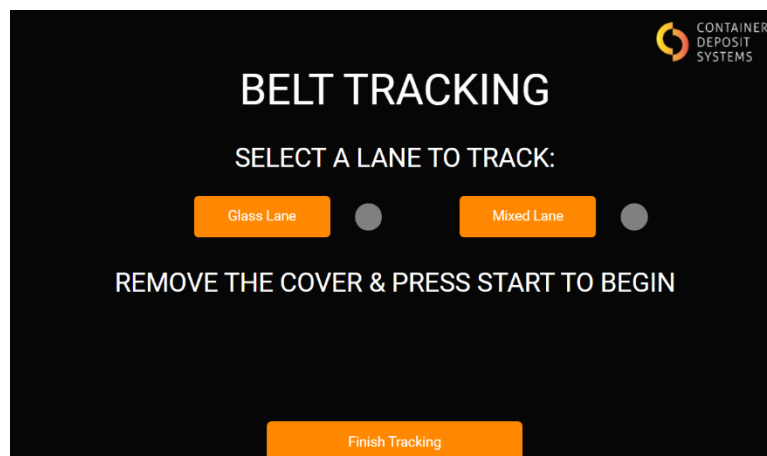 CONTAINER
DEPOSIT
SYSTEMS
BELT TRACKING
SELECT A LANE TO TRACK:
Glass Lane
Mixed Lane
REMOVE THE COVER & PRESS START TO BEGIN
Finish Tracking